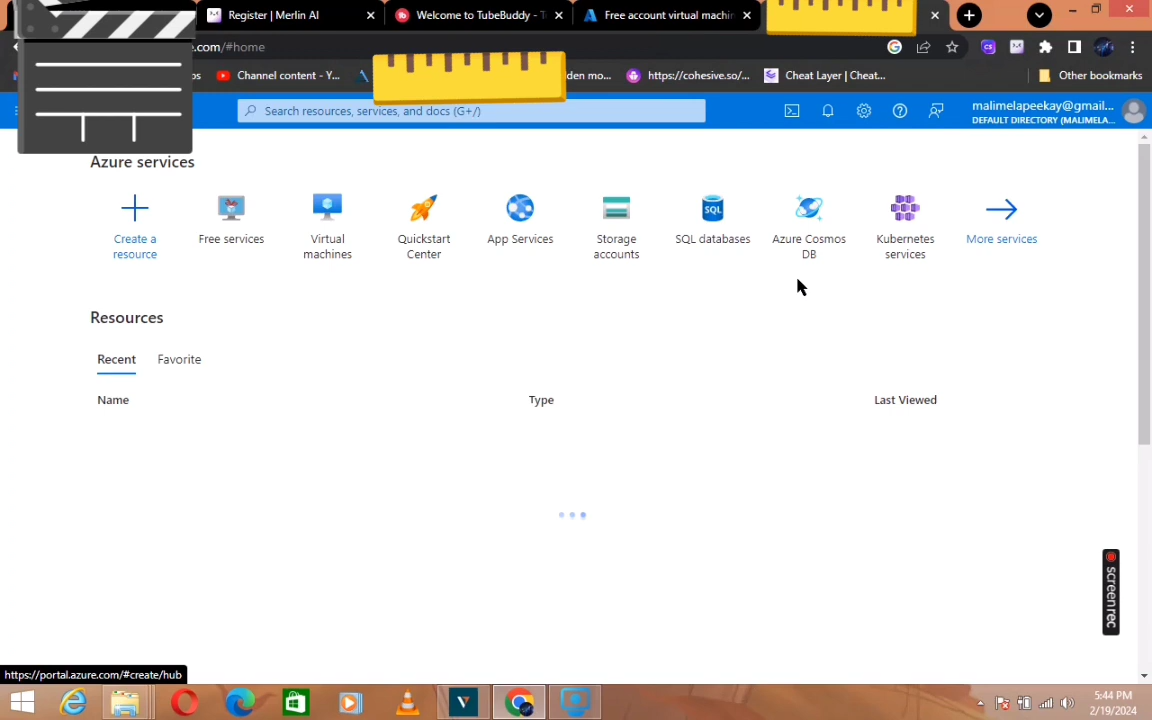 Register | Merlin AI
Welcome to TubeBuddy - T
Free account virtual machin
.com/#home
Channel content - Y...
den mo...
https://cohesive.so/...
Cheat Layer | Cheat...
Other bookmarks
Search resources, services, and docs (G+/)
malimelapeekay@gmail....
DEFAULT DIRECTORY (MALIMELA...
Azure services
Create a resource
Free services
Virtual machines
Quickstart Center
App Services
Storage accounts
SQL
SQL databases
Azure Cosmos DB
Kubernetes services
More services
Resources
Recent
Favorite
Name
Type
Last Viewed
screenrec
https://portal.azure.com/#create/hub
5:44 PM
2/19/2024